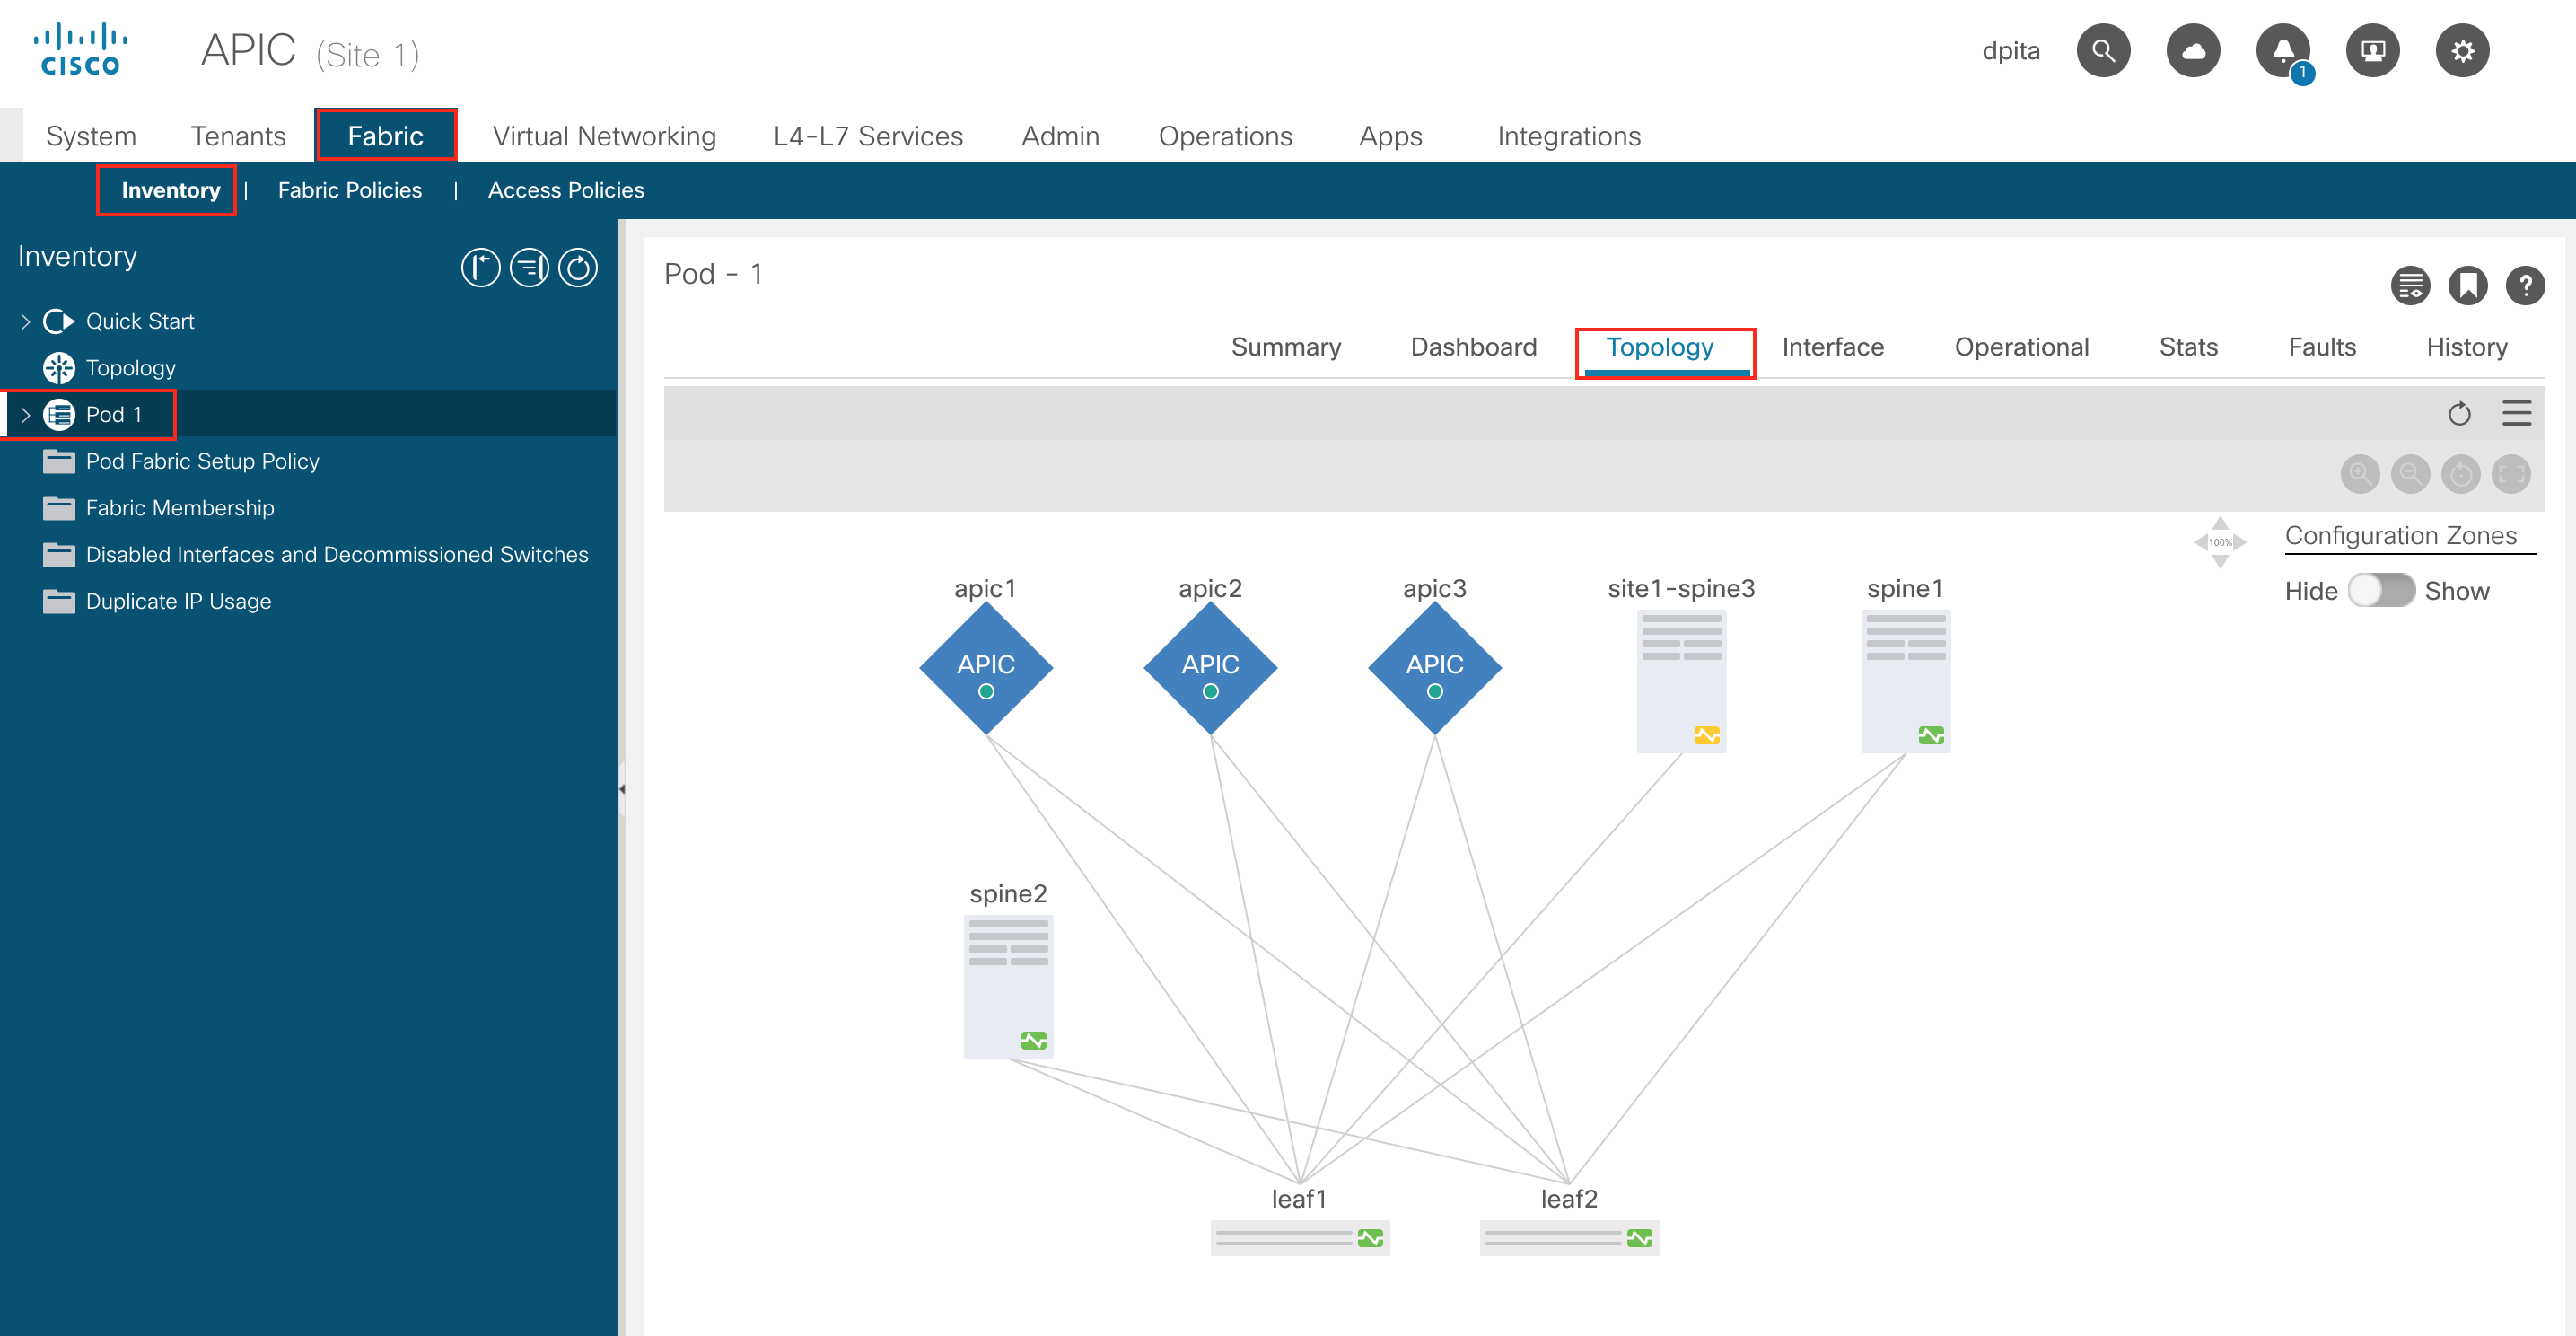 CISCO
APIC (Site 1)
dpita
1
System Tenants Fabric Virtual Networking L4-L7 Services Admin Operations Apps Integrations
Inventory | Fabric Policies | Access Policies
Inventory
Quick Start
Topology
Pod 1
Pod Fabric Setup Policy
Fabric Membership
Disabled Interfaces and Decommissioned Switches
Duplicate IP Usage
Pod - 1
?
Summary Dashboard Topology Interface Operational Stats Faults History
100%
Configuration Zones
Hide Show
apic1 apic2 apic3 site1-spine3 spine1
APIC APIC APIC
spine2
leaf1 leaf2